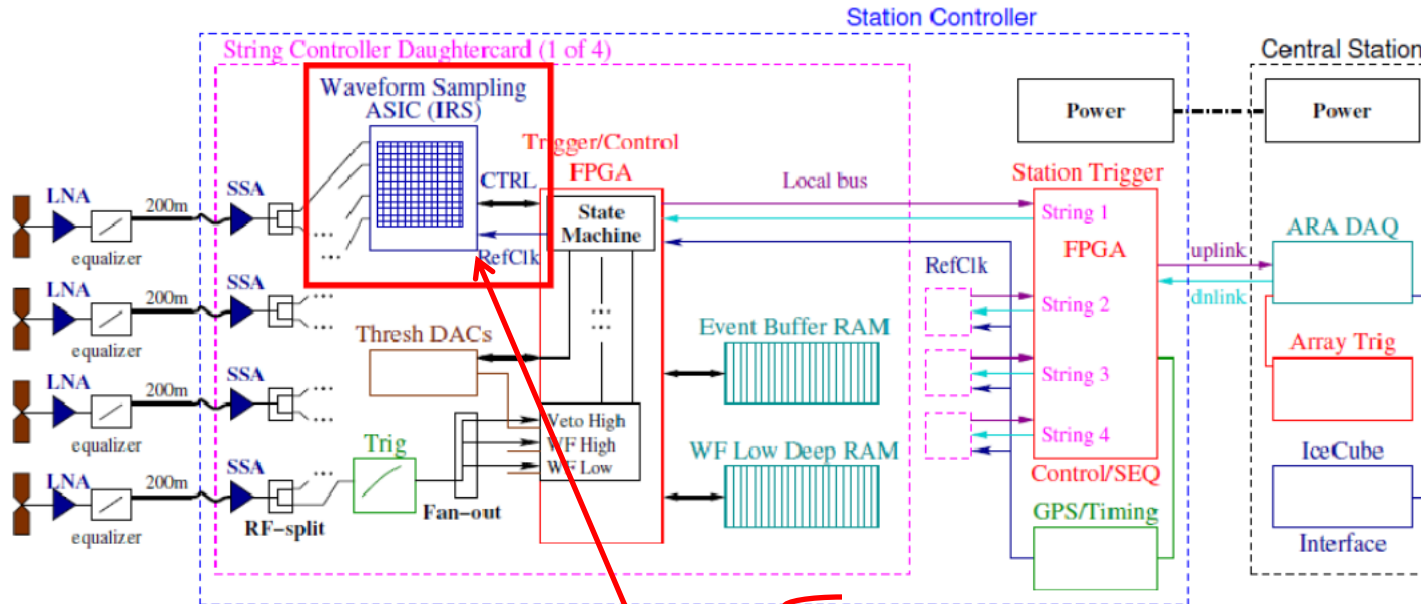 Station Controller
String Controller Daughtercard (1 of 4)
Central Station
Waveform Sampling
ASIC (IRS)
Power
Power
Trigger/Control
FPGA
CTRL
State
Machine
RefClk
Local bus
Station Trigger
String 1
FPGA
String 2
String 3
String 4
Control/SEQ
RefClk
uplink
dnlink
ARA DAQ
Array Trig
IceCube
Interface
GPS/Timing
LNA
200m
SSA
equalizer
...
...
LNA
200m
SSA
equalizer
...
...
LNA
200m
SSA
equalizer
...
...
LNA
200m
SSA
equalizer
...
RF-split
Thresh DACs
Trig
Fan-out
...
Veto High
WF High
WF Low
Event Buffer RAM
WF Low Deep RAM